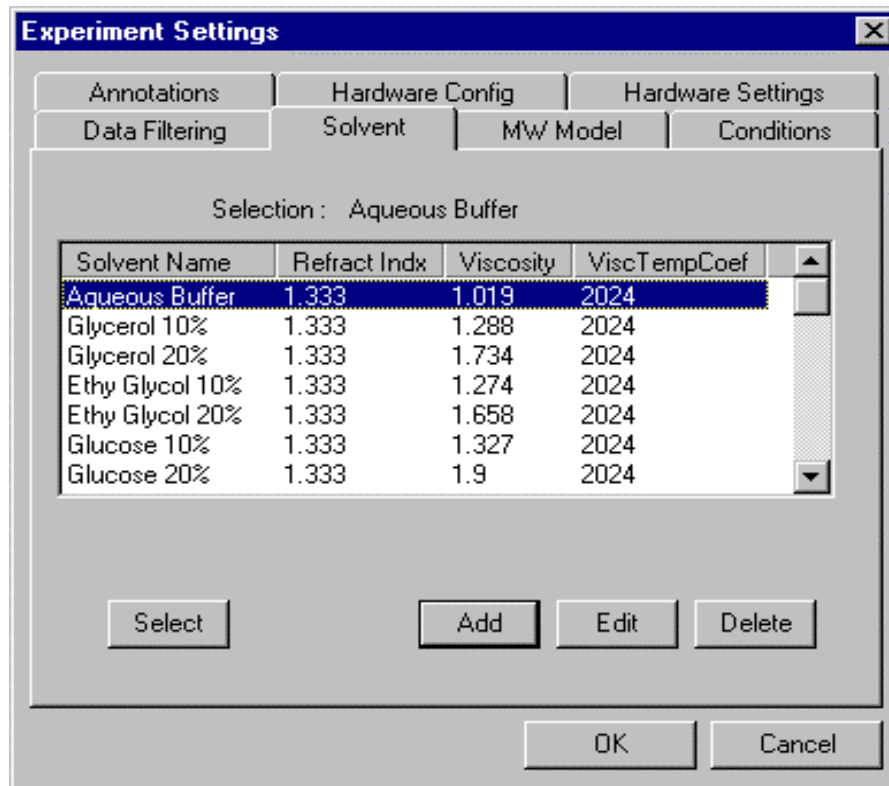 Experiment Settings
Annotations Hardware Config Hardware Settings
Data Filtering Solvent MW Model Conditions
Selection : Aqueous Buffer
Solvent Name Refract Indx Viscosity ViscTempCoef
Aqueous Buffer 1.333 1.019 2024
Glycerol 10% 1.333 1.288 2024
Glycerol 20% 1.333 1.734 2024
Ethy Glycol 10% 1.333 1.274 2024
Ethy Glycol 20% 1.333 1.658 2024
Glucose 10% 1.333 1.327 2024
Glucose 20% 1.333 1.9 2024
Select Add Edit Delete
OK Cancel